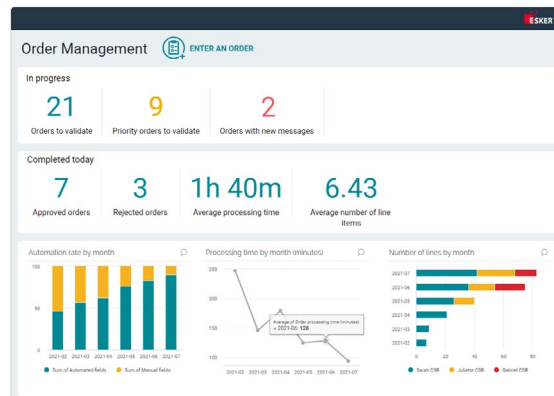 ESKER
Order Management
ENTER AN ORDER
In progress
21
9
2
Orders to validate
Priority orders to validate
Orders with new messages
Completed today
7
3
1h 40m
6.43
Approved orders
Rejected orders
Average processing time
Average number of line
items
Automation rate by month
100
50
0
2021-02 2021-03 2021-04 2021-05 2021-06 2021-07
Sum of Automated fields
Sum of Manual fields
Processing time by month (minutes)
250
200
150
100
Average of Order processing time (minutes)
2021-06: 128
2021-02 2021-03 2021-04 2021-05 2021-06 2021-07
Number of lines by month
2021-07
2021-06
2021-05
2021-04
2021-03
2021-02
0 20 40 60 80
Sarah CSR
Juliette CSR
Gabriel CSR